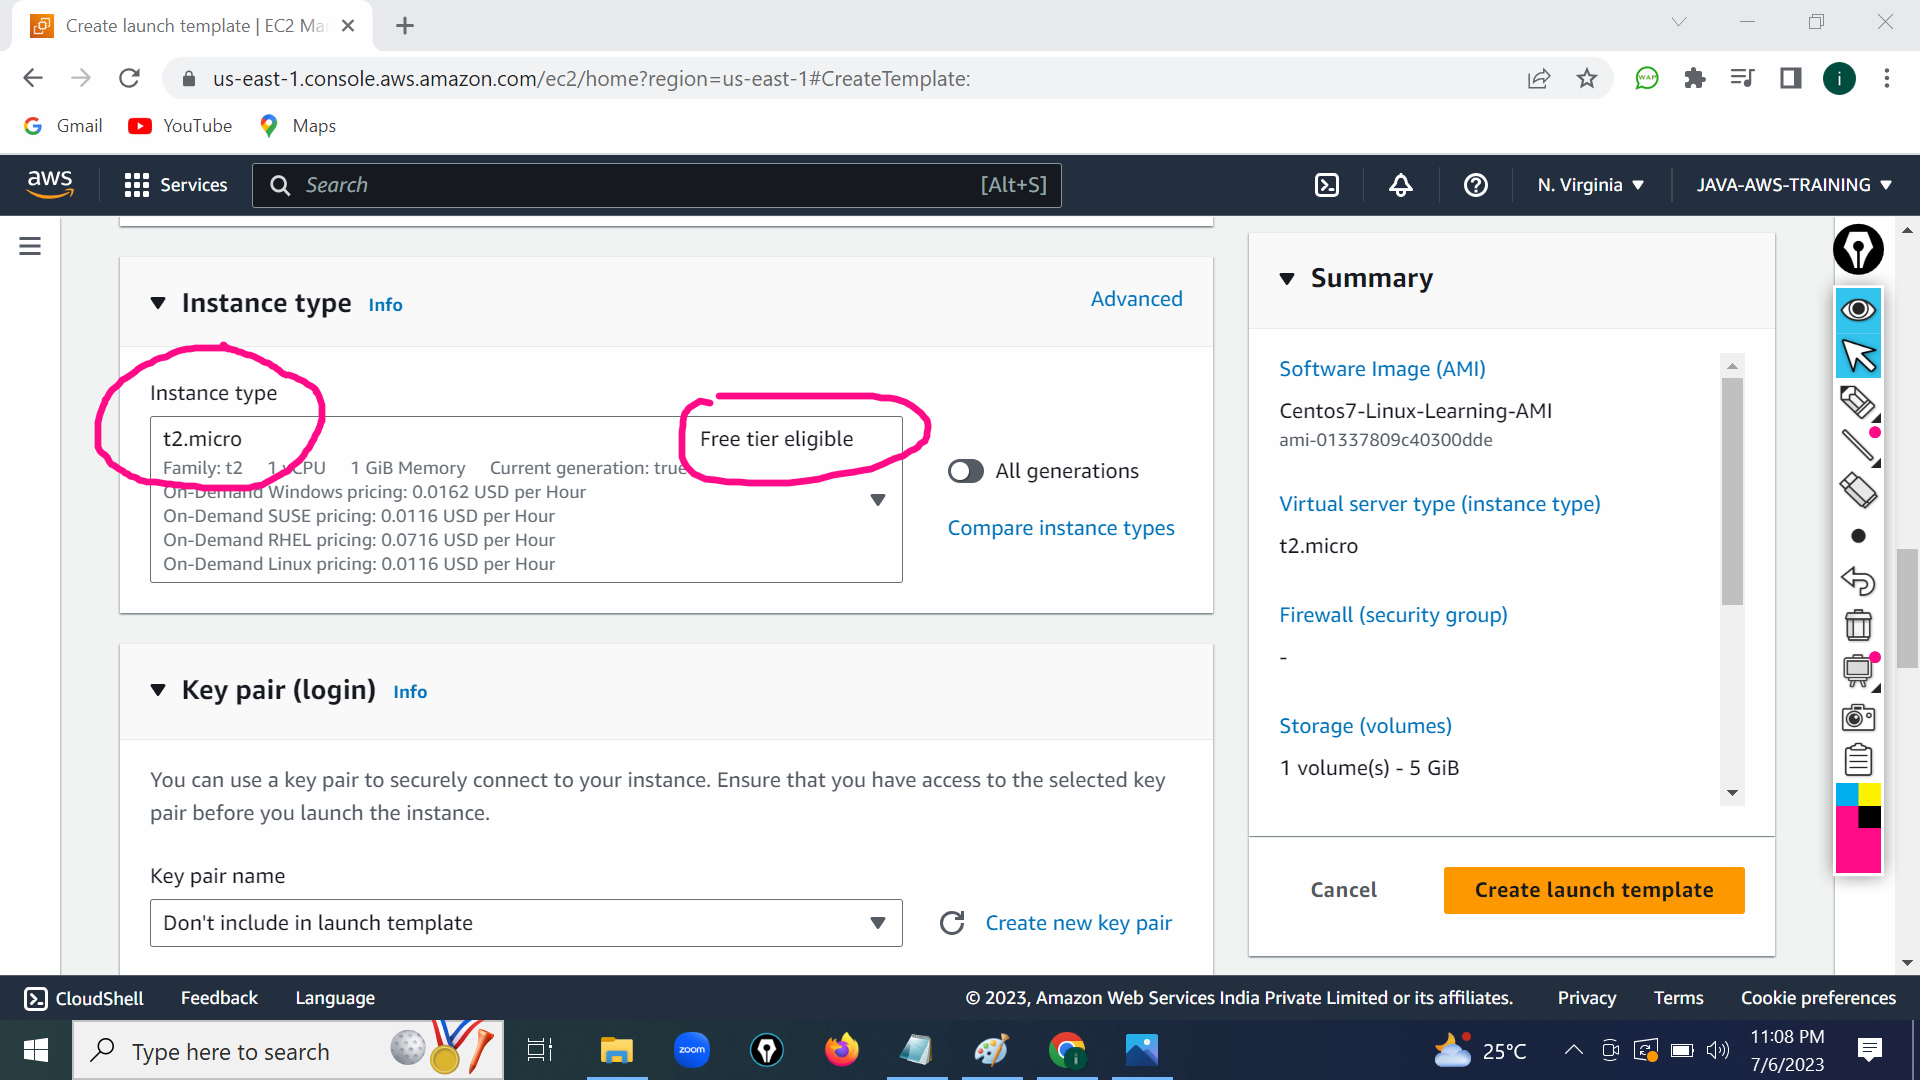 Create launch template | EC2 Ma
us-east-1.console.aws.amazon.com/ec2/home?region=us-east-1#CreateTemplate:
WAP
i
Gmail
YouTube
Maps
aws
Services
Search
[Alt+S]
N. Virginia
JAVA-AWS-TRAINING
Instance type
Info
Advanced
Instance type
t2.micro
Free tier eligible
Family: t2 1 vCPU 1 GiB Memory Current generation: true
On-Demand Windows pricing: 0.0162 USD per Hour
On-Demand SUSE pricing: 0.0116 USD per Hour
On-Demand RHEL pricing: 0.0716 USD per Hour
On-Demand Linux pricing: 0.0116 USD per Hour
All generations
Compare instance types
Key pair (login)
Info
You can use a key pair to securely connect to your instance. Ensure that you have access to the selected key
pair before you launch the instance.
Key pair name
Don't include in launch template
Create new key pair
Summary
Software Image (AMI)
Centos7-Linux-Learning-AMI
ami-01337809c40300dde
Virtual server type (instance type)
t2.micro
Firewall (security group)
-
Storage (volumes)
1 volume(s) - 5 GiB
Cancel
Create launch template
CloudShell
Feedback
Language
© 2023, Amazon Web Services India Private Limited or its affiliates.
Privacy
Terms
Cookie preferences
Type here to search
zoom
i
25°C
11:08 PM
7/6/2023